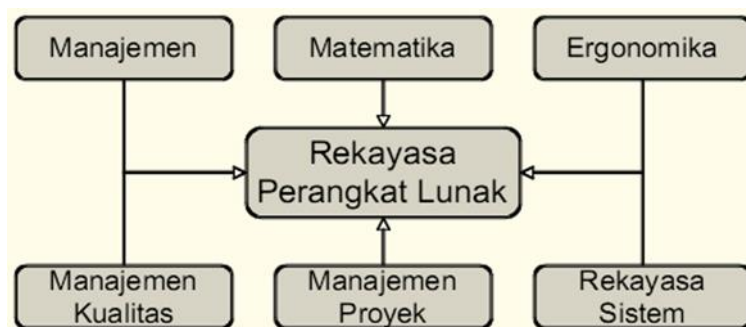 Manajemen
Matematika
Ergonomika
Rekayasa
Perangkat Lunak
Manajemen
Kualitas
Manajemen
Proyek
Rekayasa
Sistem